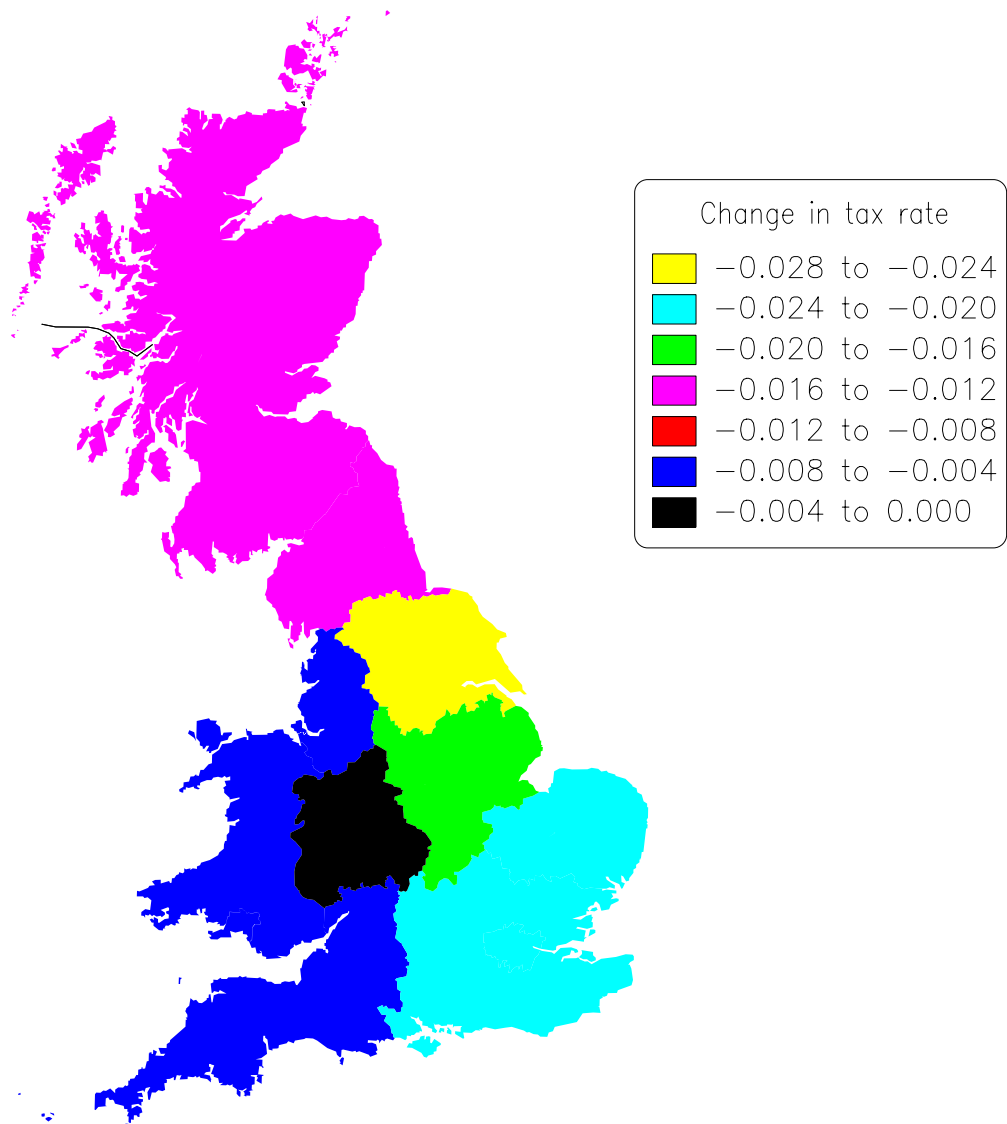 Change in tax rate
−0.028 to −0.024
−0.024 to −0.020
−0.020 to −0.016
−0.016 to −0.012
−0.012 to −0.008
−0.008 to −0.004
−0.004 to 0.000